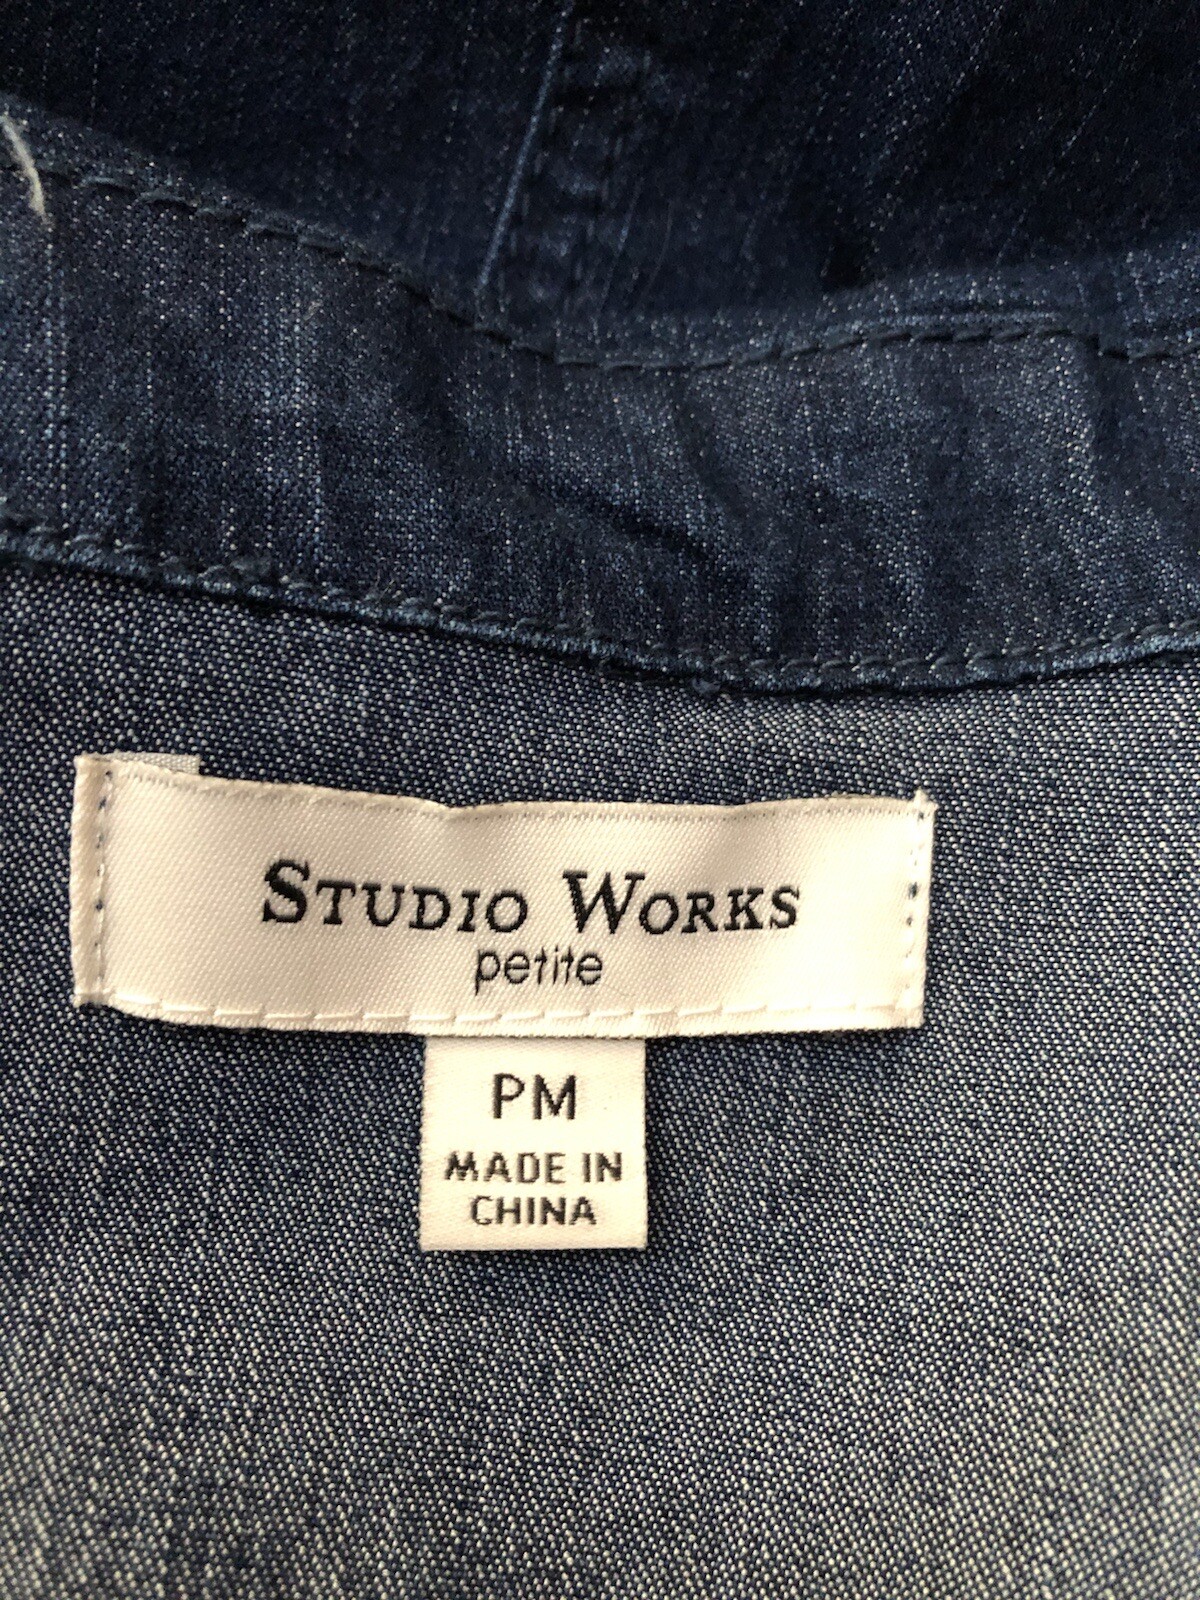 STUDIO WORKS
petite
PM
MADE IN
CHINA